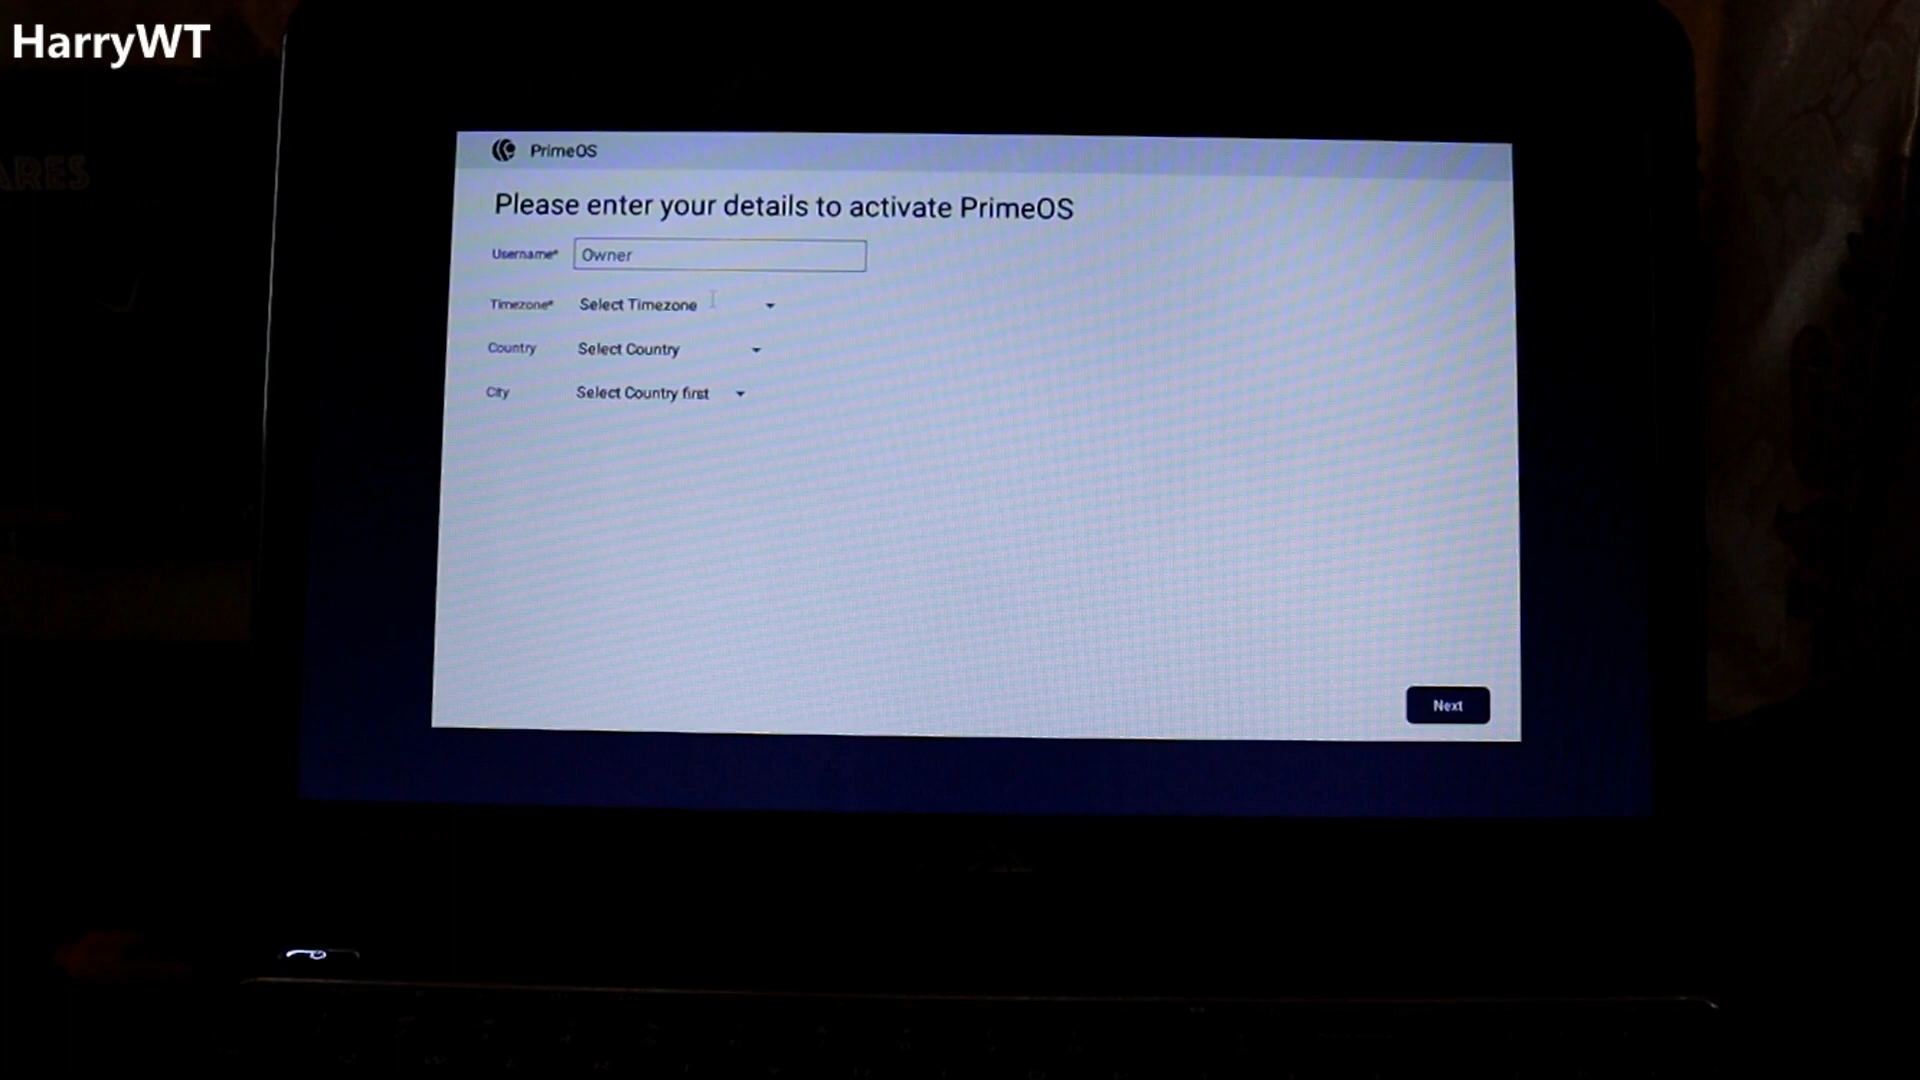 HarryWT
ARES
PrimeOS
Please enter your details to activate PrimeOS
Username* Owner
Timezone* Select Timezone
Country Select Country
City Select Country first
Next